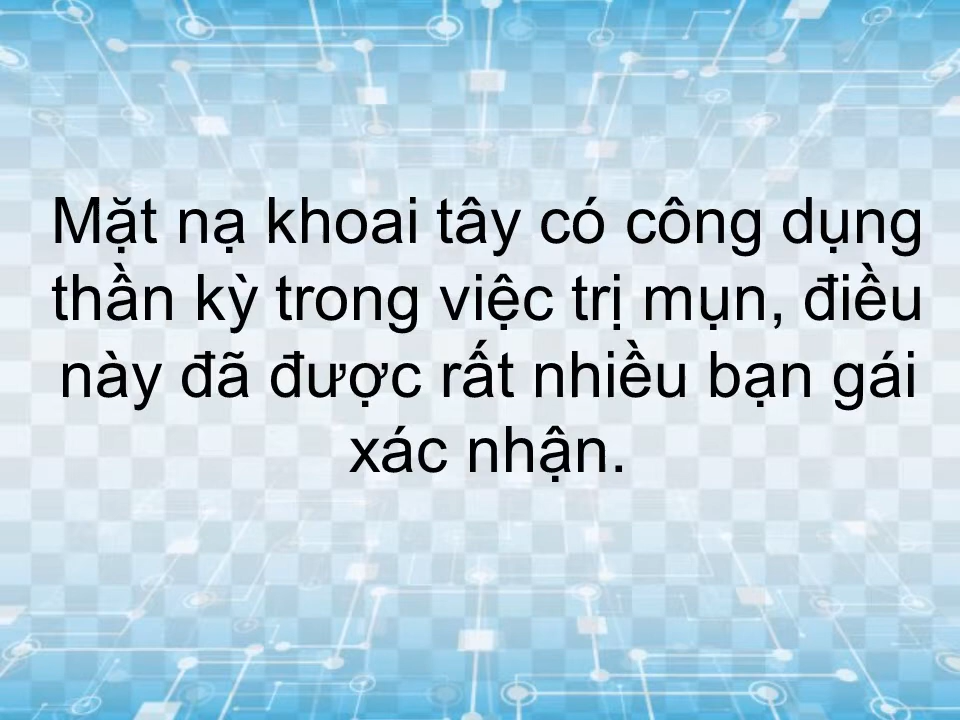 Mặt nạ khoai tây có công dụng
thần kỳ trong việc trị mụn, điều
này đã được rất nhiều bạn gái
xác nhận.